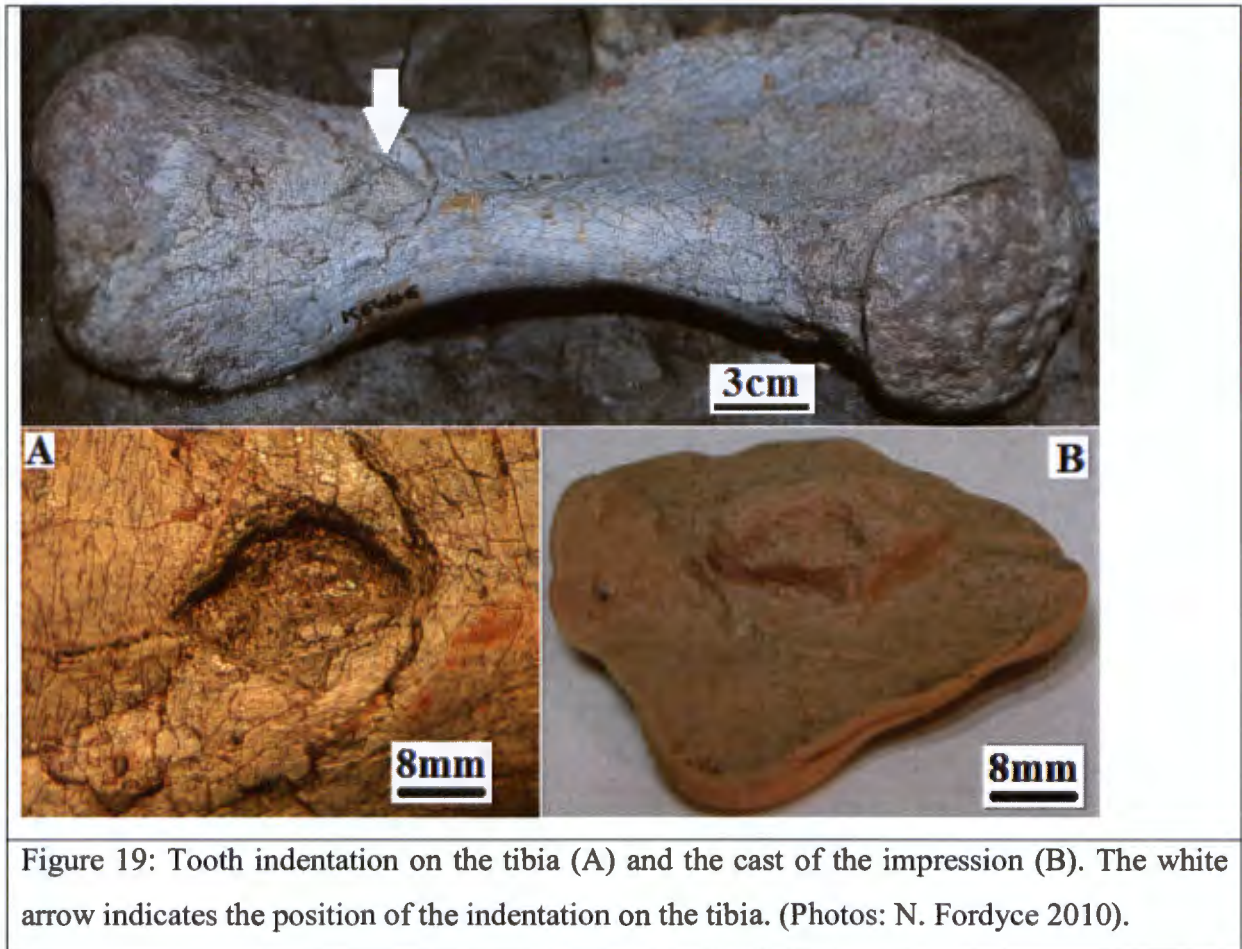 3cm
A
B
8mm
8mm
Figure 19: Tooth indentation on the tibia (A) and the cast of the impression (B). The white
arrow indicates the position of the indentation on the tibia. (Photos: N. Fordyce 2010).